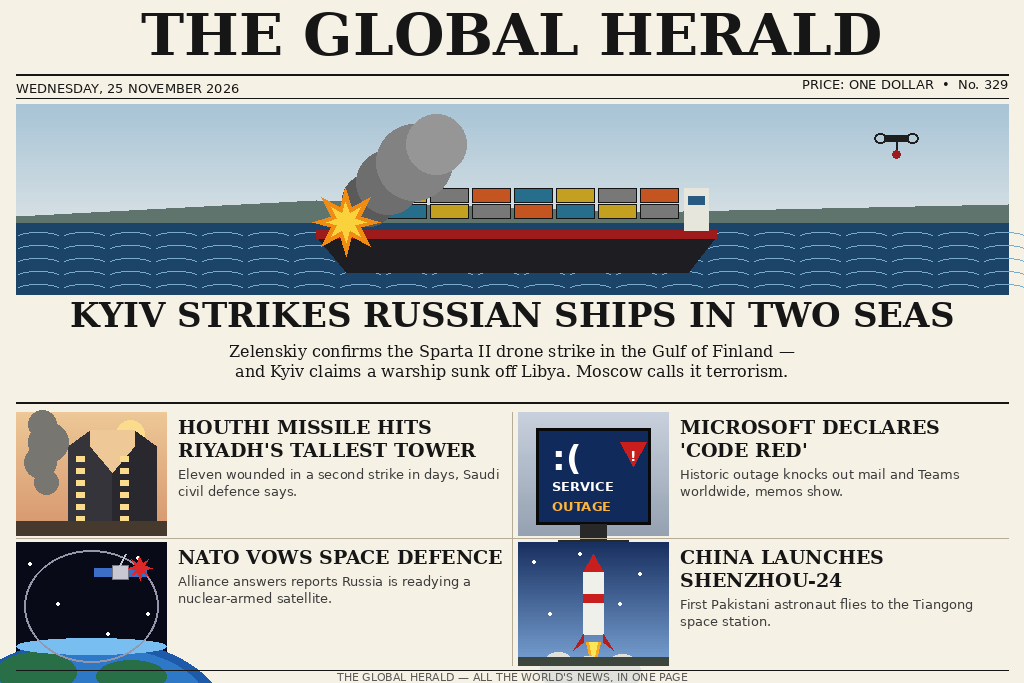 THE GLOBAL HERALD
WEDNESDAY, 25 NOVEMBER 2026
PRICE: ONE DOLLAR • No. 329
KYIV STRIKES RUSSIAN SHIPS IN TWO SEAS
Zelenskiy confirms the Sparta II drone strike in the Gulf of Finland —
and Kyiv claims a warship sunk off Libya. Moscow calls it terrorism.
HOUTHI MISSILE HITS
RIYADH'S TALLEST TOWER
Eleven wounded in a second strike in days, Saudi
civil defence says.
:(
!
SERVICE
OUTAGE
MICROSOFT DECLARES
'CODE RED'
Historic outage knocks out mail and Teams
worldwide, memos show.
NATO VOWS SPACE DEFENCE
Alliance answers reports Russia is readying a
nuclear-armed satellite.
CHINA LAUNCHES
SHENZHOU-24
First Pakistani astronaut flies to the Tiangong
space station.
THE GLOBAL HERALD — ALL THE WORLD'S NEWS, IN ONE PAGE